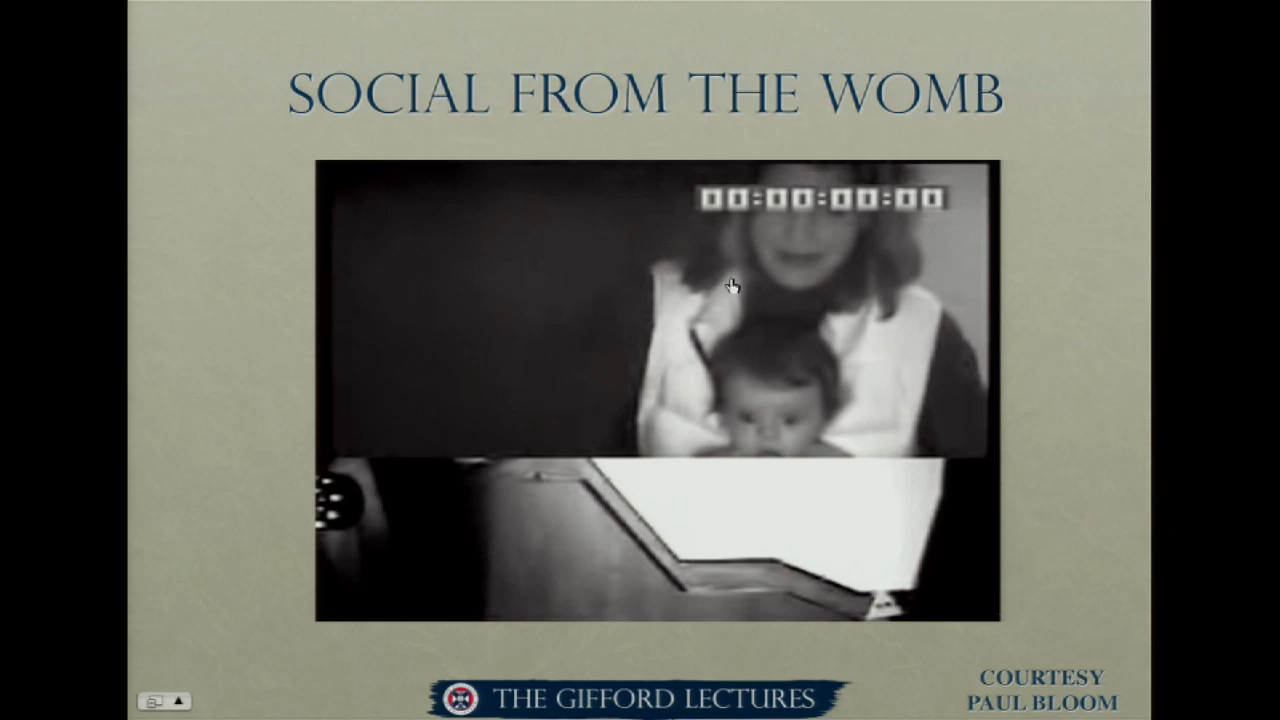 SOCIAL FROM THE WOMB
00:00:00:00
THE GIFFORD LECTURES
COURTESY
PAUL BLOOM